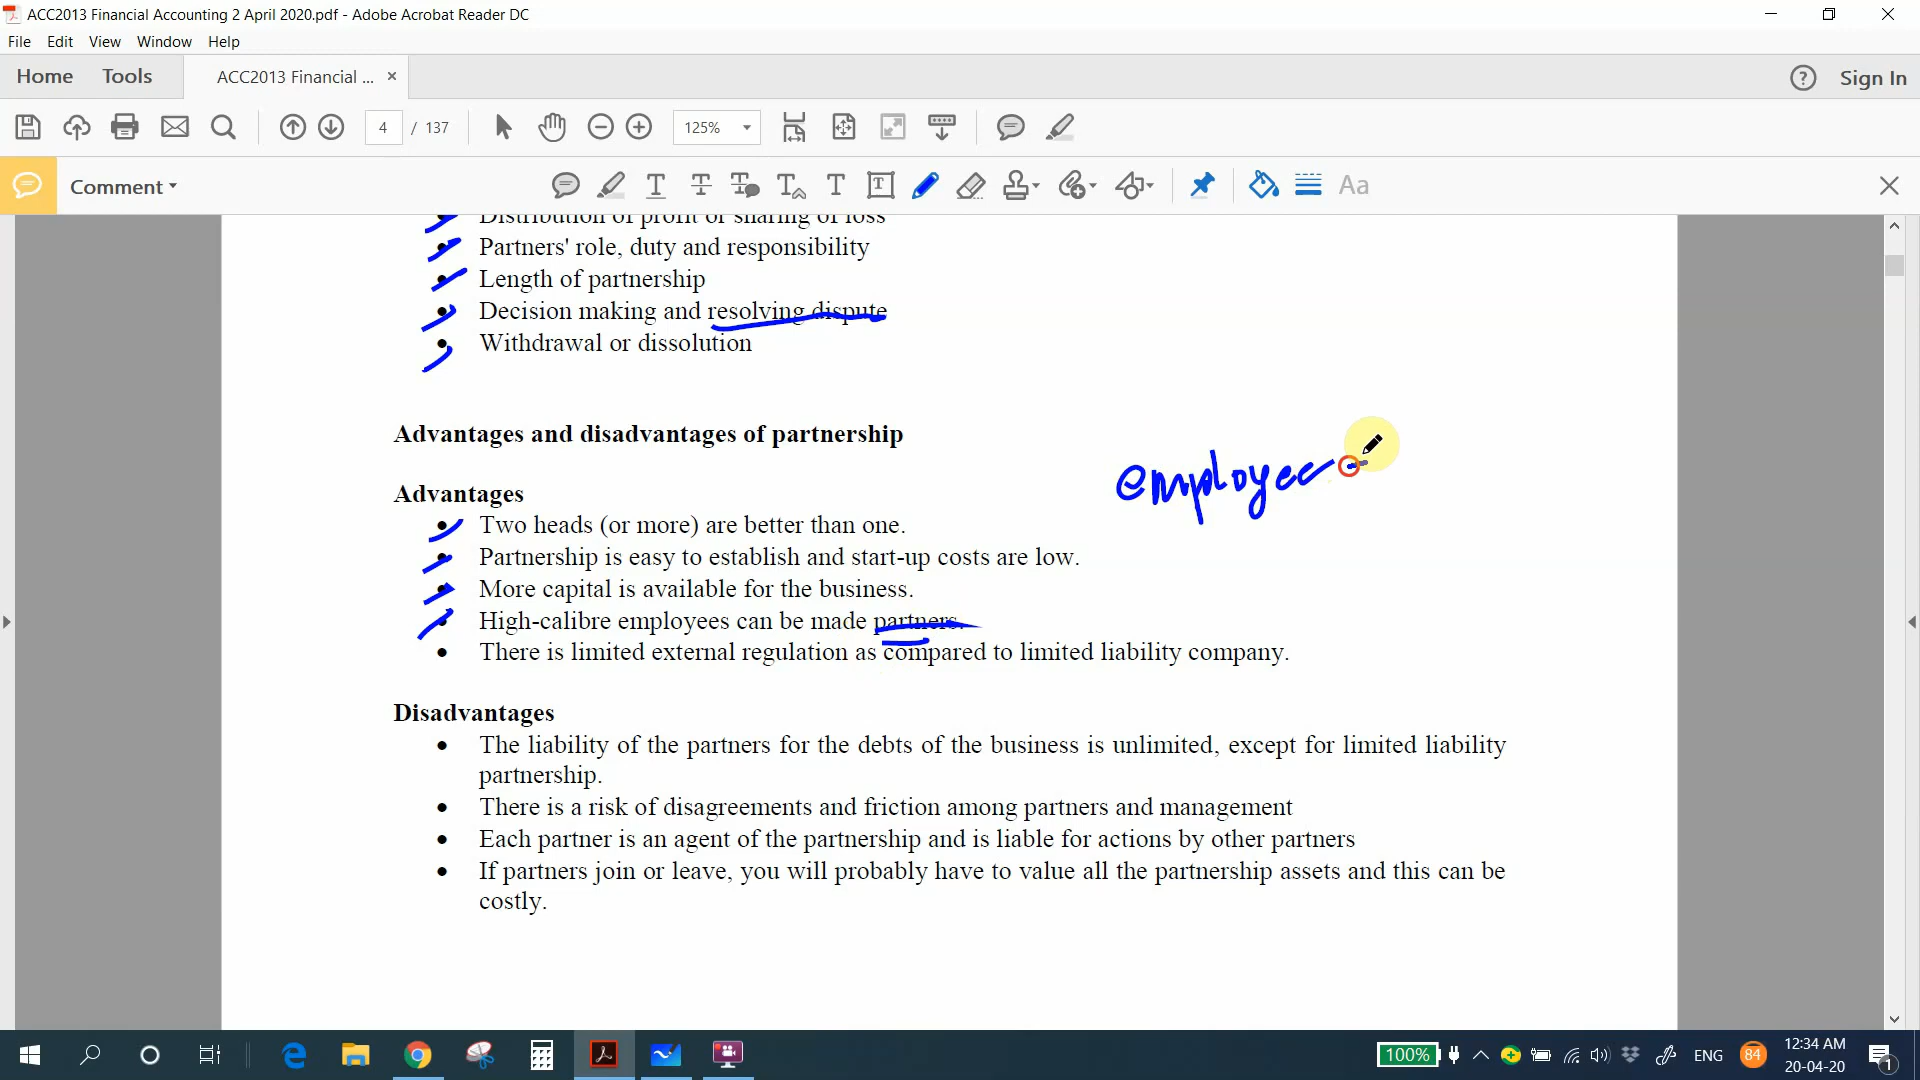 ACC2013 Financial Accounting 2 April 2020.pdf - Adobe Acrobat Reader DC
File Edit View Window Help
Home Tools ACC2013 Financial ... × ? Sign In
4 / 137 125%
Comment Aa
• Distribution of profit or sharing of loss
• Partners' role, duty and responsibility
• Length of partnership
• Decision making and resolving dispute
• Withdrawal or dissolution
Advantages and disadvantages of partnership
employee
Advantages
• Two heads (or more) are better than one.
• Partnership is easy to establish and start-up costs are low.
• More capital is available for the business.
• High-calibre employees can be made partners.
• There is limited external regulation as compared to limited liability company.
Disadvantages
• The liability of the partners for the debts of the business is unlimited, except for limited liability
partnership.
• There is a risk of disagreements and friction among partners and management
• Each partner is an agent of the partnership and is liable for actions by other partners
• If partners join or leave, you will probably have to value all the partnership assets and this can be
costly.
100% ENG 84 12:34 AM
20-04-20 1